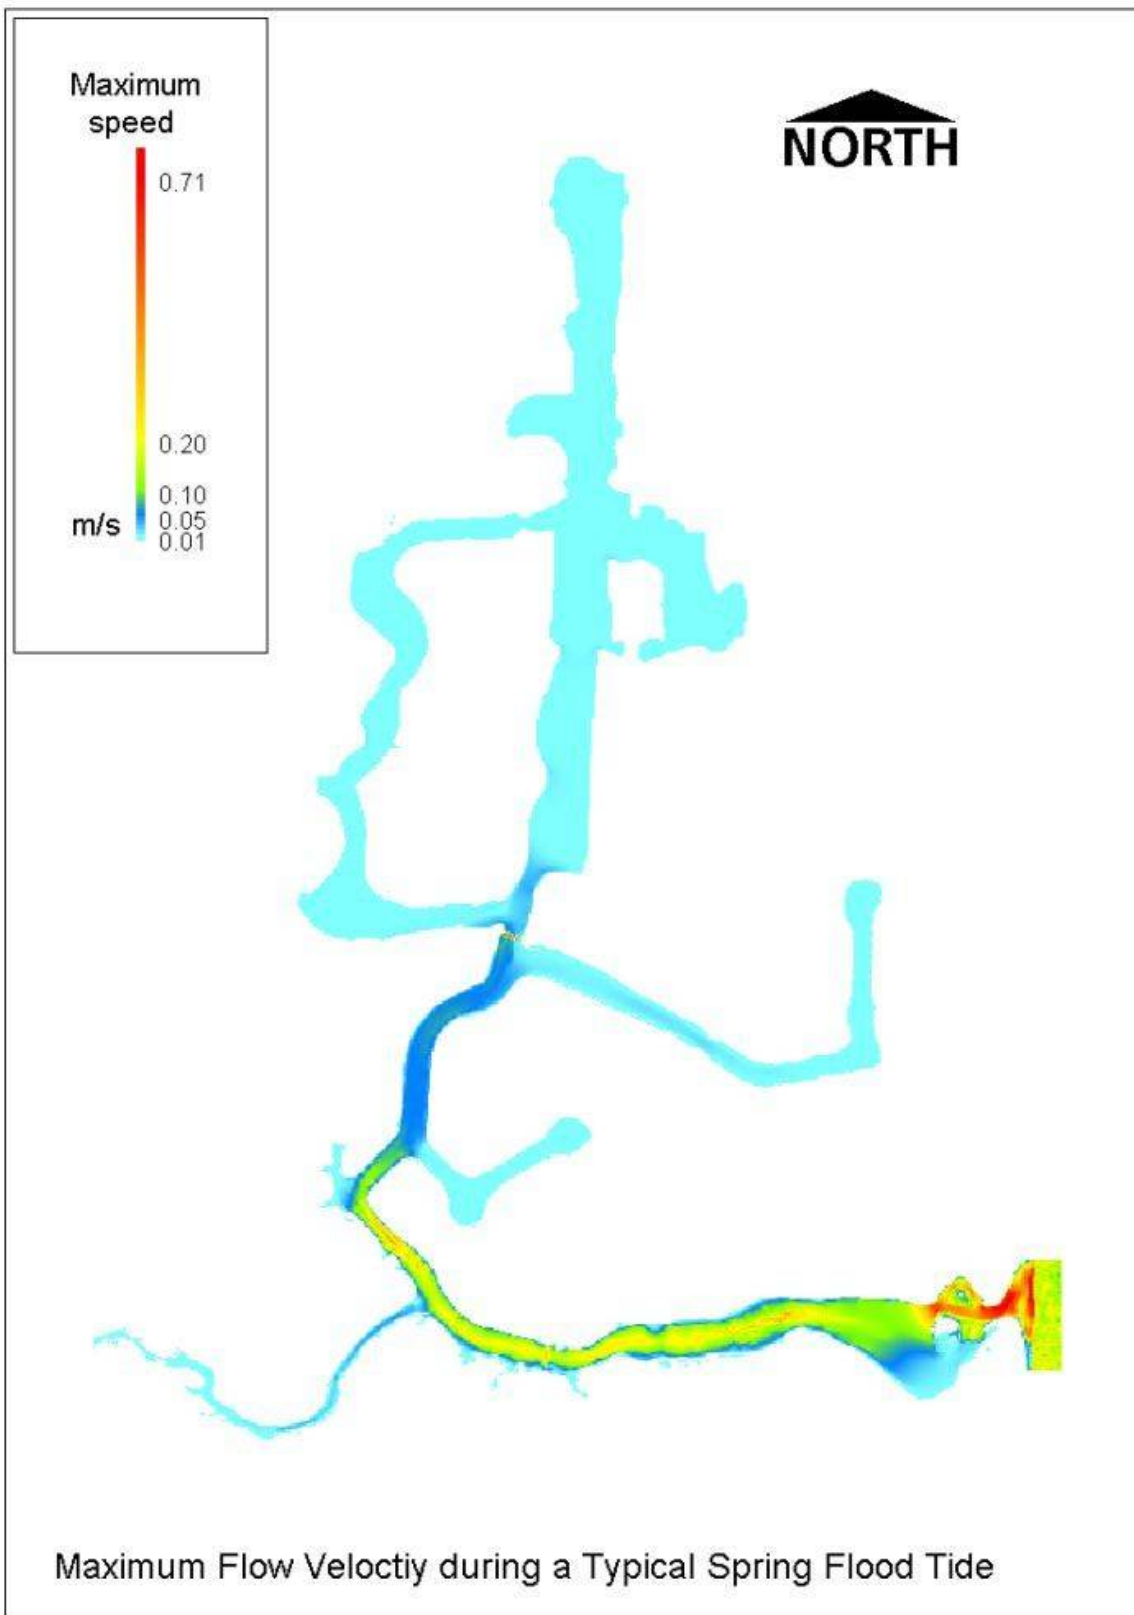 Maximum
speed
0.71
0.20
0.10
0.05
0.01
m/s
NORTH
Maximum Flow Veloctiy during a Typical Spring Flood Tide